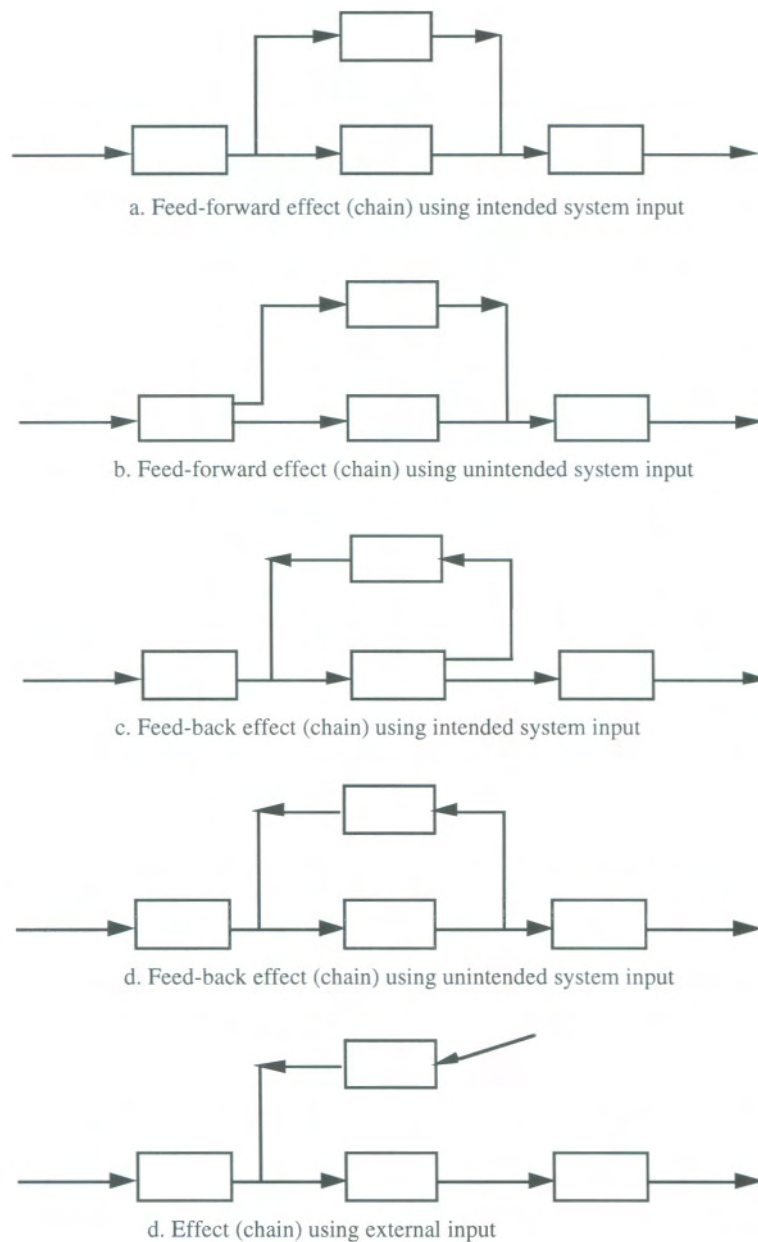 a. Feed-forward effect (chain) using intended system input
b. Feed-forward effect (chain) using unintended system input
c. Feed-back effect (chain) using intended system input
d. Feed-back effect (chain) using unintended system input
d. Effect (chain) using external input